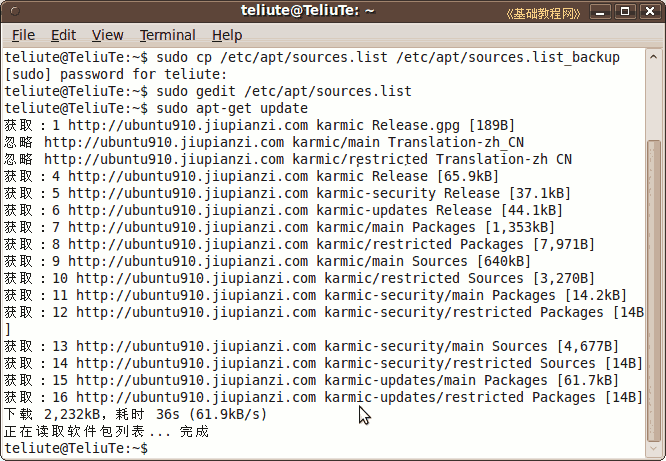 teliute@TeliuTe: ~
《基础教程网》
File Edit View Terminal Help
teliute@TeliuTe:~$ sudo cp /etc/apt/sources.list /etc/apt/sources.list_backup
[sudo] password for teliute:
teliute@TeliuTe:~$ sudo gedit /etc/apt/sources.list
teliute@TeliuTe:~$ sudo apt-get update
获取：1 http://ubuntu910.jiupianzi.com karmic Release.gpg [189B]
忽略 http://ubuntu910.jiupianzi.com karmic/main Translation-zh_CN
忽略 http://ubuntu910.jiupianzi.com karmic/restricted Translation-zh CN
获取：4 http://ubuntu910.jiupianzi.com karmic Release [65.9kB]
获取：5 http://ubuntu910.jiupianzi.com karmic-security Release [37.1kB]
获取：6 http://ubuntu910.jiupianzi.com karmic-updates Release [44.1kB]
获取：7 http://ubuntu910.jiupianzi.com karmic/main Packages [1,353kB]
获取：8 http://ubuntu910.jiupianzi.com karmic/restricted Packages [7,971B]
获取：9 http://ubuntu910.jiupianzi.com karmic/main Sources [640kB]
获取：10 http://ubuntu910.jiupianzi.com karmic/restricted Sources [3,270B]
获取：11 http://ubuntu910.jiupianzi.com karmic-security/main Packages [14.2kB]
获取：12 http://ubuntu910.jiupianzi.com karmic-security/restricted Packages [14B
]
获取：13 http://ubuntu910.jiupianzi.com karmic-security/main Sources [4,677B]
获取：14 http://ubuntu910.jiupianzi.com karmic-security/restricted Sources [14B]
获取：15 http://ubuntu910.jiupianzi.com karmic-updates/main Packages [61.7kB]
获取：16 http://ubuntu910.jiupianzi.com karmic-updates/restricted Packages [14B]
下载 2,232kB，耗时 36s (61.9kB/s)
正在读取软件包列表... 完成
teliute@TeliuTe:~$